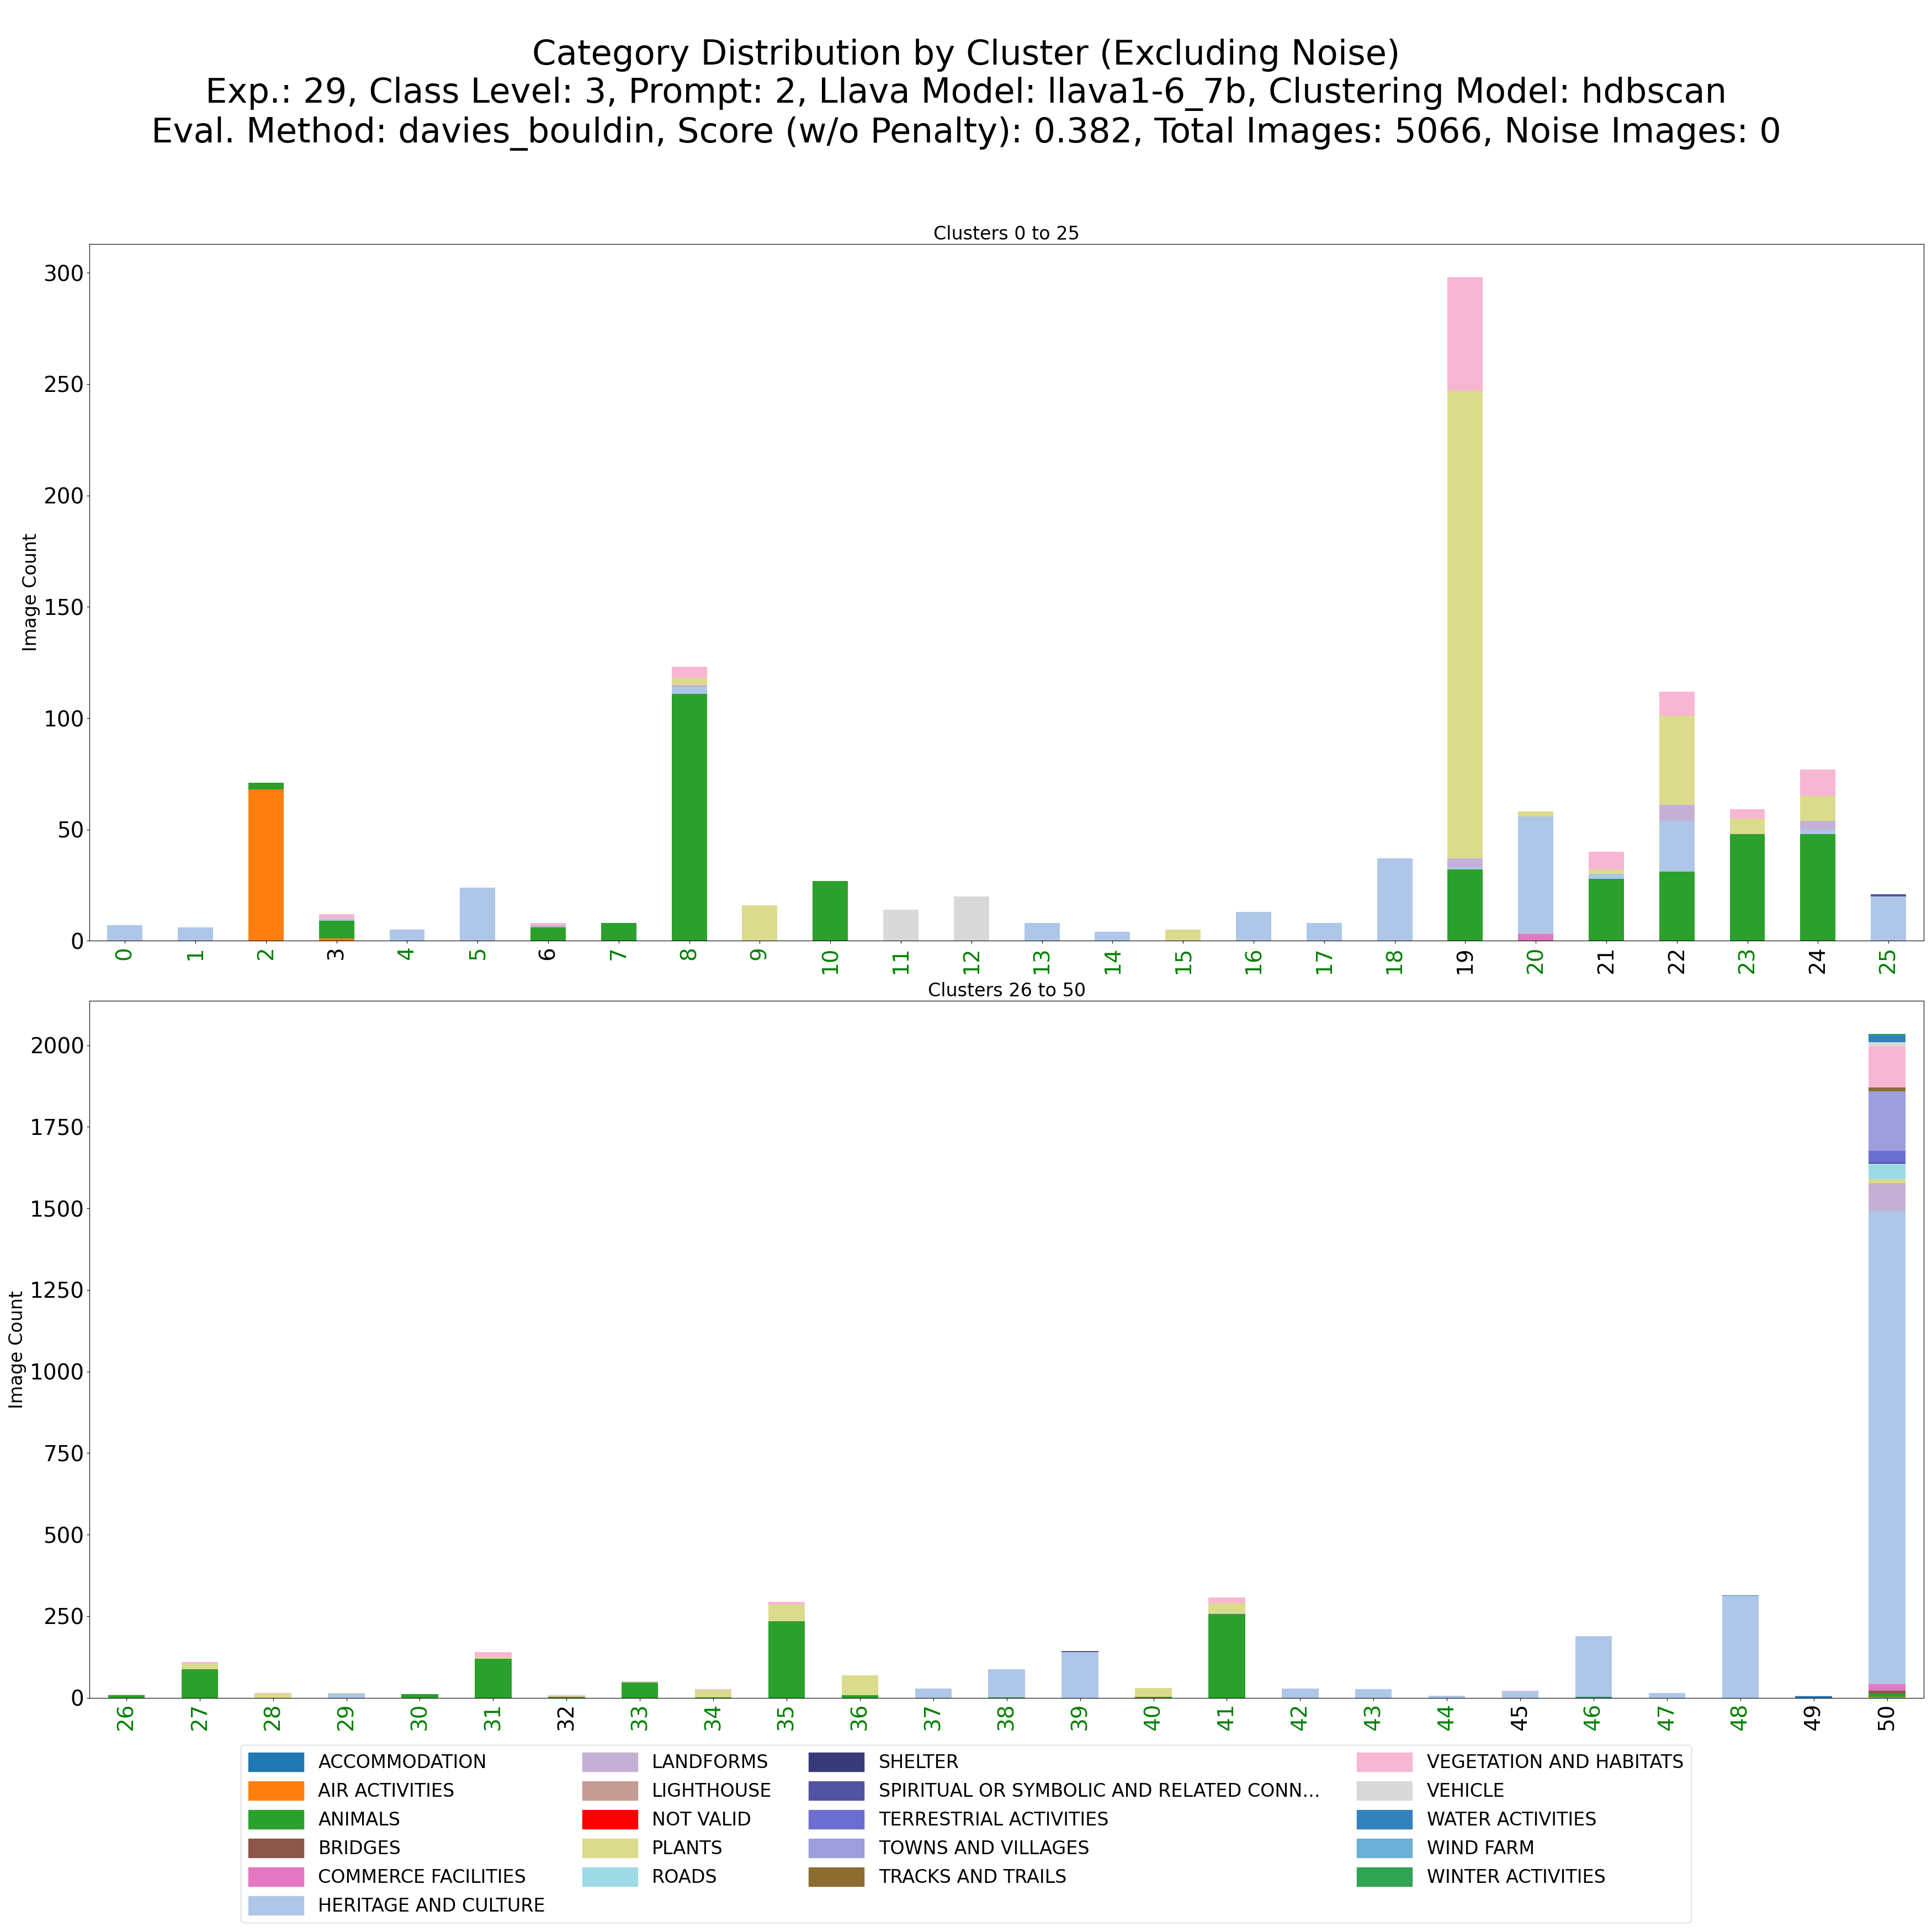 Category Distribution by Cluster (Excluding Noise)
Exp.: 29, Class Level: 3, Prompt: 2, Llava Model: llava1-6_7b, Clustering Model: hdbscan
Eval. Method: davies_bouldin, Score (w/o Penalty): 0.382, Total Images: 5066, Noise Images: 0
Clusters 0 to 25
Image Count
300
250
200
150
100
50
0
0 1 2 3 4 5 6 7 8 9 10 11 12 13 14 15 16 17 18 19 20 21 22 23 24 25
Clusters 26 to 50
Image Count
2000
1750
1500
1250
1000
750
500
250
0
26 27 28 29 30 31 32 33 34 35 36 37 38 39 40 41 42 43 44 45 46 47 48 49 50
ACCOMMODATION
AIR ACTIVITIES
ANIMALS
BRIDGES
COMMERCE FACILITIES
HERITAGE AND CULTURE
LANDFORMS
LIGHTHOUSE
NOT VALID
PLANTS
ROADS
SHELTER
SPIRITUAL OR SYMBOLIC AND RELATED CONN...
TERRESTRIAL ACTIVITIES
TOWNS AND VILLAGES
TRACKS AND TRAILS
VEGETATION AND HABITATS
VEHICLE
WATER ACTIVITIES
WIND FARM
WINTER ACTIVITIES